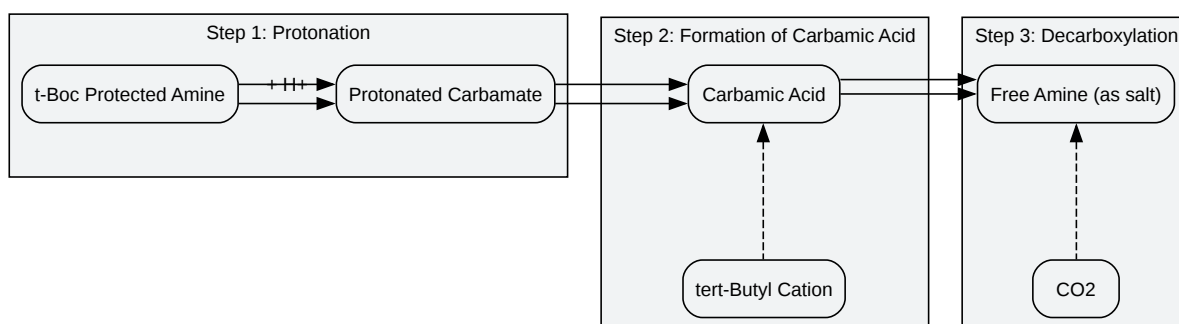 Step 1: Protonation
t-Boc Protected Amine
+ H+
Protonated Carbamate
Step 2: Formation of Carbamic Acid
Carbamic Acid
tert-Butyl Cation
Step 3: Decarboxylation
Free Amine (as salt)
CO2